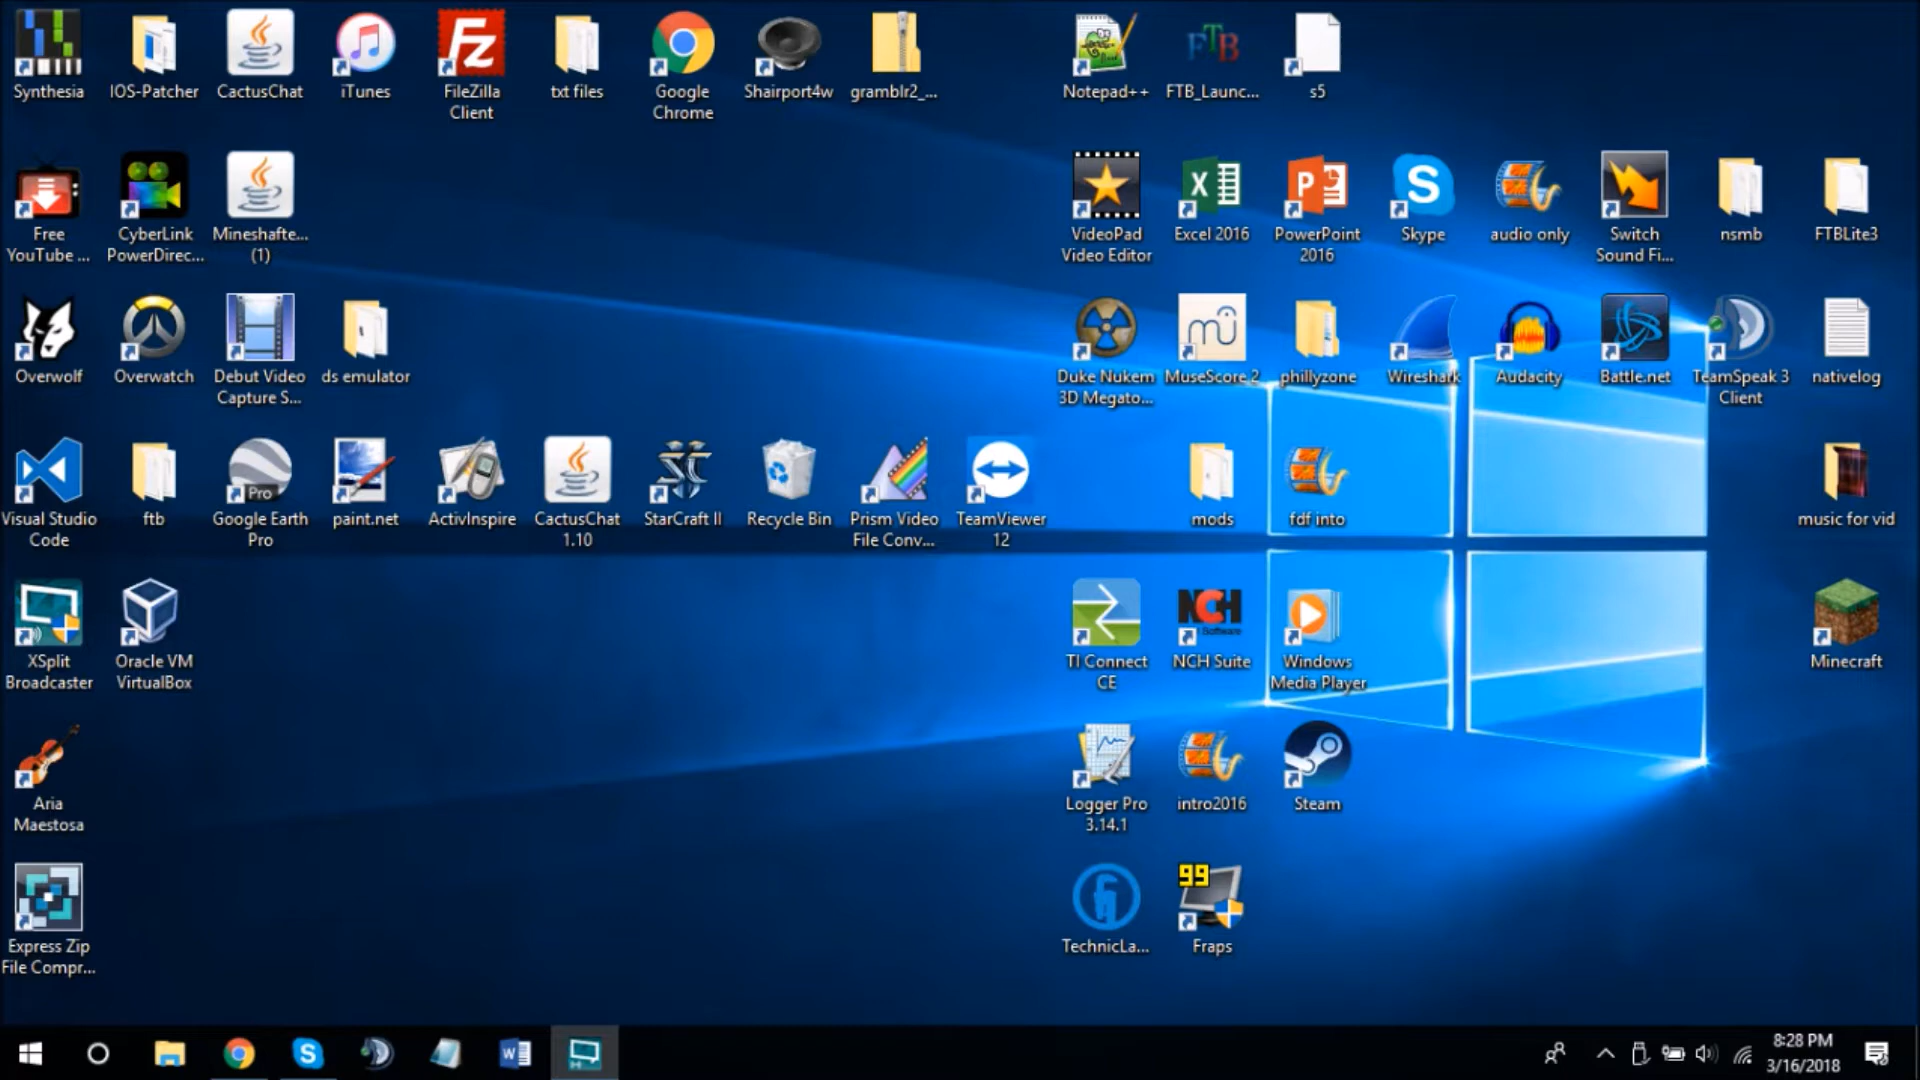 Synthesia
IOS-Patcher
CactusChat
iTunes
FileZilla
Client
txt files
Google
Chrome
Shairport4w
gramblr2_...
Notepad++
FTB
FTB_Launc...
s5
Free
YouTube ...
CyberLink
PowerDirec...
Mineshafte...
(1)
VideoPad
Video Editor
Excel 2016
PowerPoint
2016
Skype
audio only
Switch
Sound Fi...
nsmb
FTBLite3
Overwolf
Overwatch
Debut Video
Capture S...
ds emulator
Duke Nukem
3D Megato...
MuseScore 2
phillyzone
Wireshark
Audacity
Battle.net
TeamSpeak 3
Client
nativelog
Visual Studio
Code
ftb
Pro
Google Earth
Pro
paint.net
ActivInspire
CactusChat
1.10
StarCraft II
Recycle Bin
Prism Video
File Conv...
TeamViewer
12
mods
fdf into
music for vid
XSplit
Broadcaster
Oracle VM
VirtualBox
TI Connect
CE
NCH
Software
NCH Suite
Windows
Media Player
Minecraft
Aria
Maestosa
Logger Pro
3.14.1
intro2016
Steam
Express Zip
File Compr...
TechnicLa...
99
Fraps
8:28 PM
3/16/2018